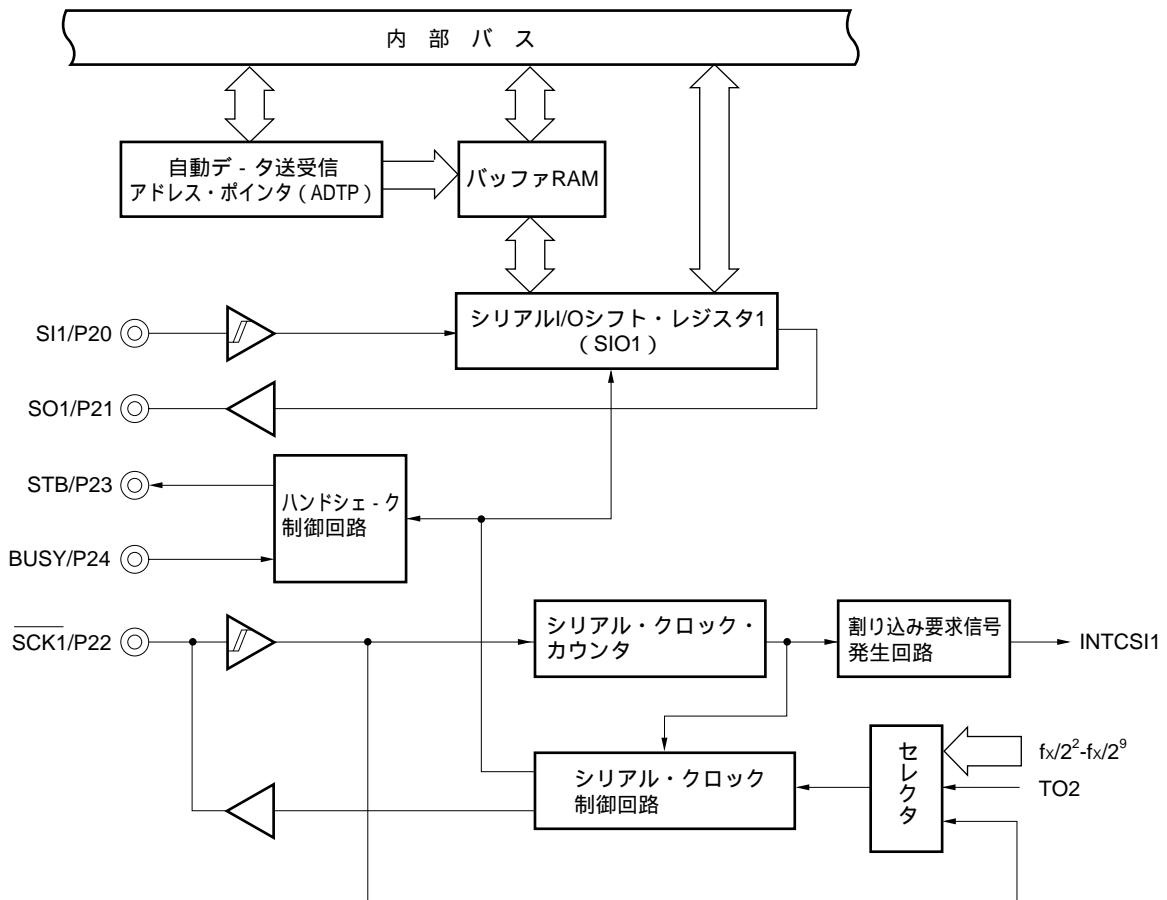 内 部 バ ス
自動デ - タ送受信
アドレス・ポインタ（ADTP）
バッファRAM
SI1/P20
シリアルI/Oシフト・レジスタ1
（SIO1）
SO1/P21
STB/P23
ハンドシェ - ク
制御回路
BUSY/P24
SCK1/P22
シリアル・クロック・
カウンタ
割り込み要求信号
発生回路
INTCSI1
シリアル・クロック
制御回路
セレクタ
fX/2²-fX/2⁹
TO2